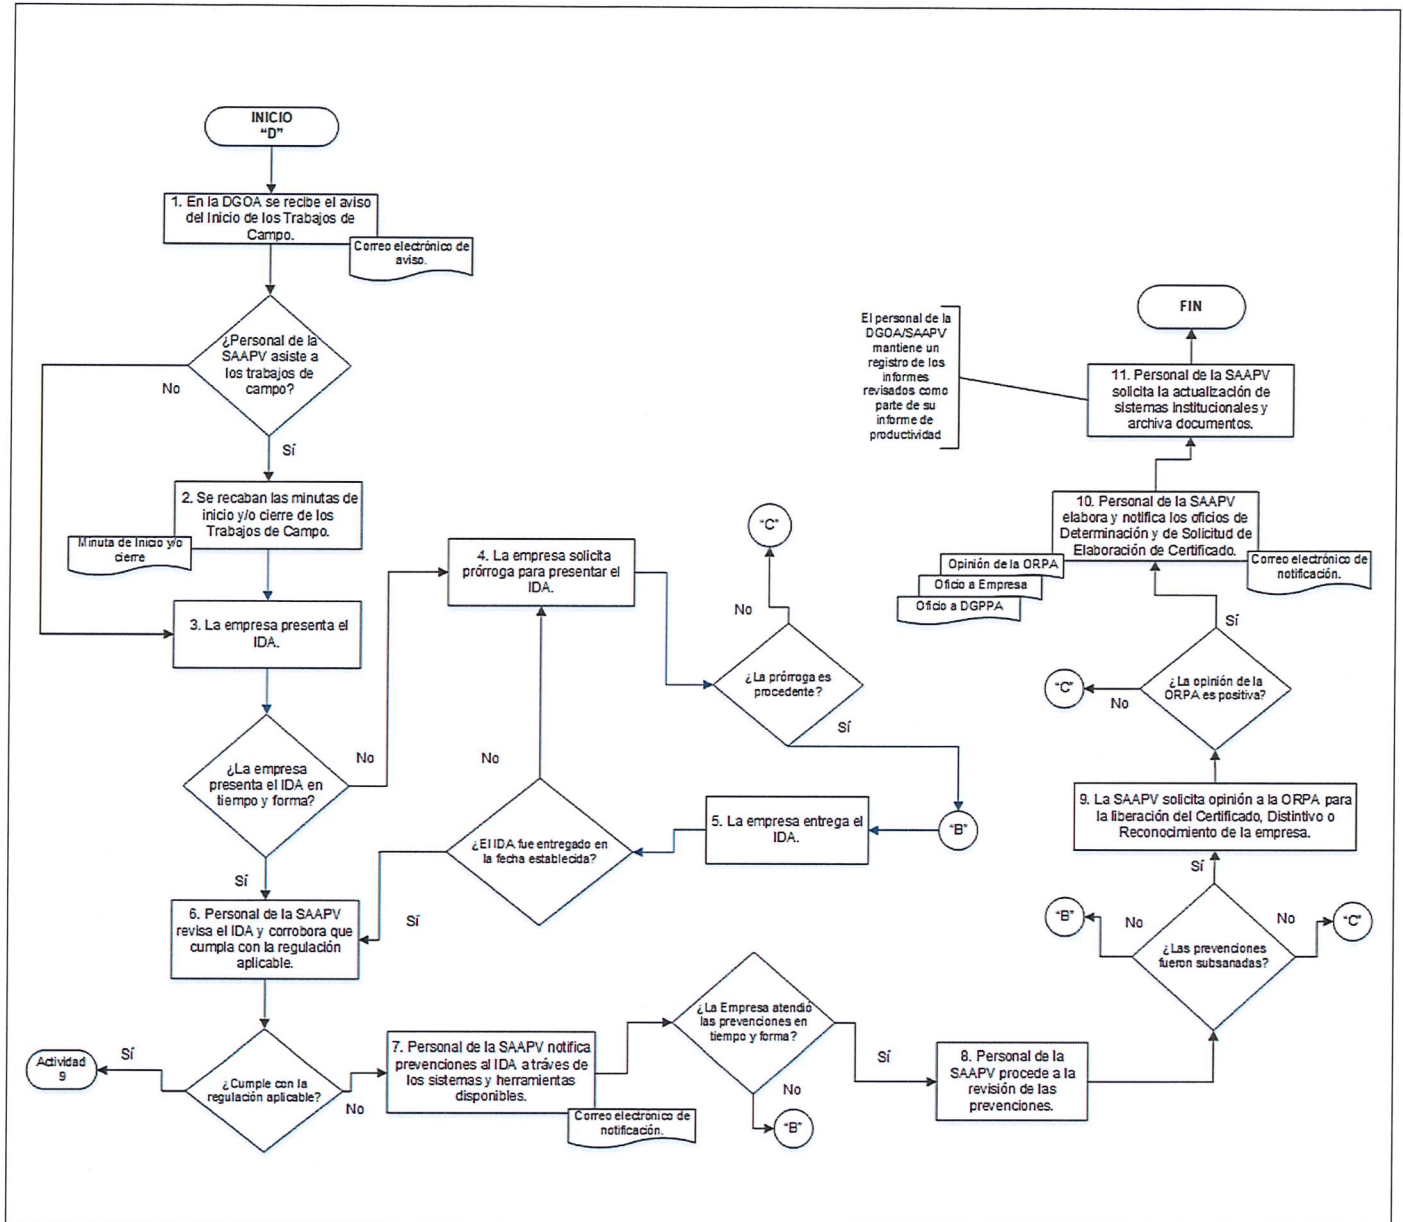 INICIO
"D"
1. En la DGOA se recibe el aviso
del Inicio de los Trabajos de
Campo.
Correo electrónico de
aviso.
¿Personal de la
SAAPV asiste a
los trabajos de
campo?
No
Sí
2. Se recaban las minutas de
inicio y/o cierre de los
Trabajos de Campo.
Minuta de Inicio y/o
cierre
3. La empresa presenta el
IDA.
¿La empresa
presenta el IDA en
tiempo y forma?
No
Sí
4. La empresa solicita
prórroga para presentar el
IDA.
"C"
No
¿La prórroga es
procedente?
Sí
"B"
5. La empresa entrega el
IDA.
¿El IDA fue entregado en
la fecha establecida?
No
Sí
6. Personal de la SAAPV
revisa el IDA y corrobora que
cumpla con la regulación
aplicable.
¿Cumple con la
regulación aplicable?
Sí
Actividad
9
No
7. Personal de la SAAPV notifica
prevenciones al IDA a tráves de
los sistemas y herramientas
disponibles.
Correo electrónico de
notificación.
¿La Empresa atendió
las prevenciones en
tiempo y forma?
No
"B"
Sí
8. Personal de la
SAAPV procede a la
revisión de las
prevenciones.
¿Las prevenciones
fueron subsanadas?
No
"B"
No
"C"
Sí
9. La SAAPV solicita opinión a la ORPA para
la liberación del Certificado, Distintivo o
Reconocimiento de la empresa.
¿La opinión de la
ORPA es positiva?
No
"C"
Sí
10. Personal de la SAAPV
elabora y notifica los oficios de
Determinación y de Solicitud de
Elaboración de Certificado.
Opinión de la ORPA
Oficio a Empresa
Oficio a DGPPA
Correo electrónico de
notificación.
11. Personal de la SAAPV
solicita la actualización de
sistemas institucionales y
archiva documentos.
El personal de la
DGOA/SAAPV
mantiene un
registro de los
informes
revisados como
parte de su
informe de
productividad
FIN